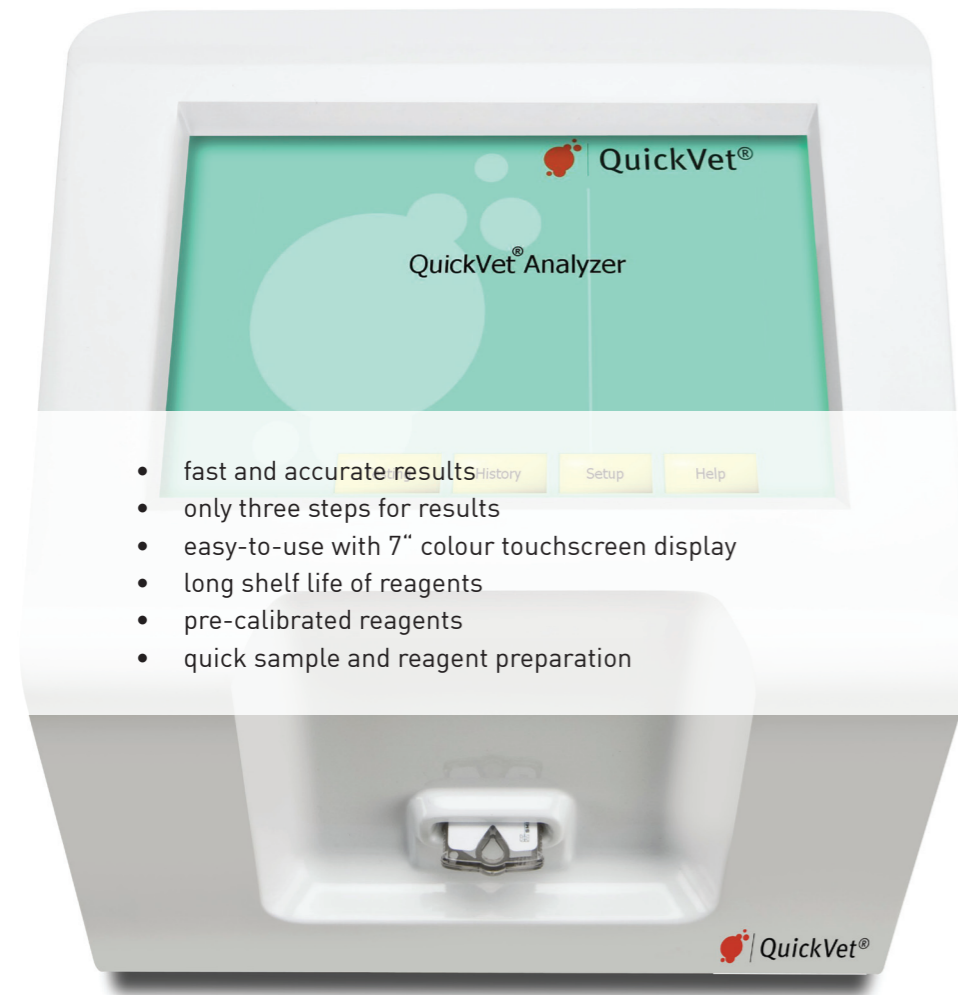 QuickVet®
QuickVet® Analyzer
• fast and accurate results
History
Setup
Help
• only three steps for results
• easy-to-use with 7“ colour touchscreen display
• long shelf life of reagents
• pre-calibrated reagents
• quick sample and reagent preparation
QuickVet®